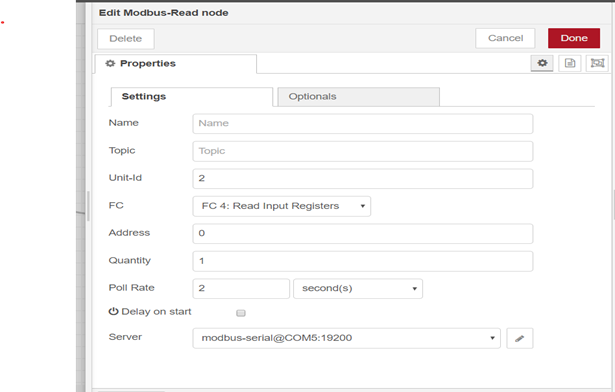 Edit Modbus-Read node
Delete
Cancel
Done
Properties
Settings
Optionals
Name
Name
Topic
Topic
Unit-Id
2
FC
FC 4: Read Input Registers
Address
0
Quantity
1
Poll Rate
2
second(s)
Delay on start
Server
modbus-serial@COM5:19200